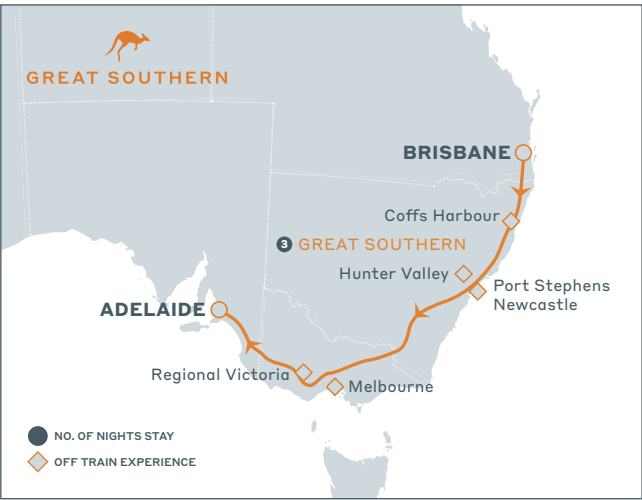 GREAT SOUTHERN
BRISBANE
Coffs Harbour
3 GREAT SOUTHERN
Hunter Valley
Port Stephens
Newcastle
ADELAIDE
Regional Victoria
Melbourne
NO. OF NIGHTS STAY
OFF TRAIN EXPERIENCE